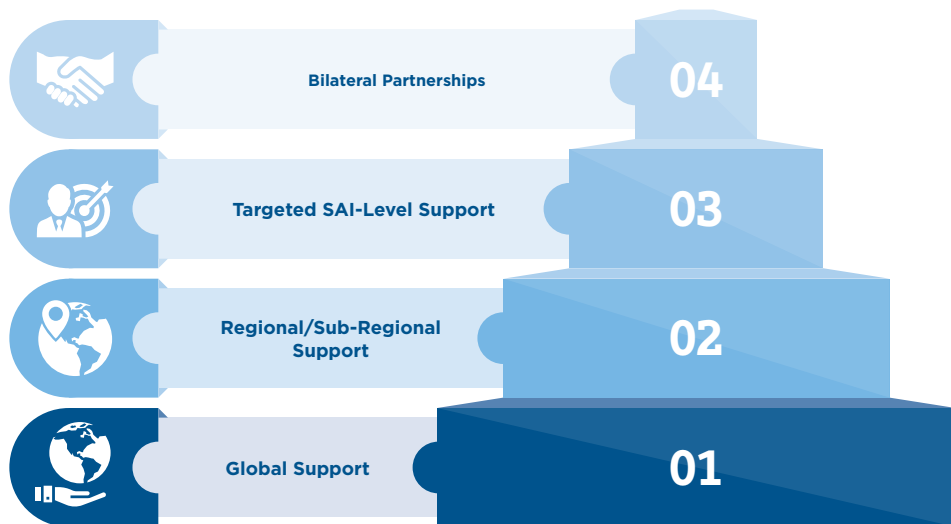 Bilateral Partnerships
04
Targeted SAI-Level Support
03
Regional/Sub-Regional
Support
02
Global Support
01